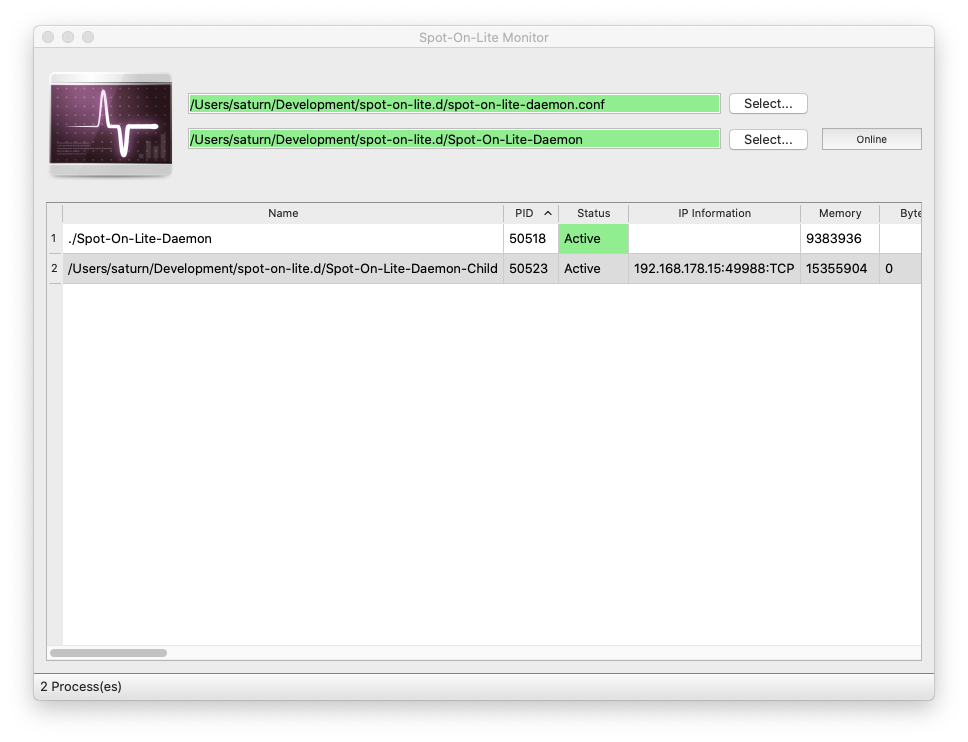 Spot-On-Lite Monitor
/Users/saturn/Development/spot-on-lite.d/spot-on-lite-daemon.conf Select...
/Users/saturn/Development/spot-on-lite.d/Spot-On-Lite-Daemon Select... Online
Name PID Status IP Information Memory Byte
1 ./Spot-On-Lite-Daemon 50518 Active 9383936
2 /Users/saturn/Development/spot-on-lite.d/Spot-On-Lite-Daemon-Child 50523 Active 192.168.178.15:49988:TCP 15355904 0
2 Process(es)